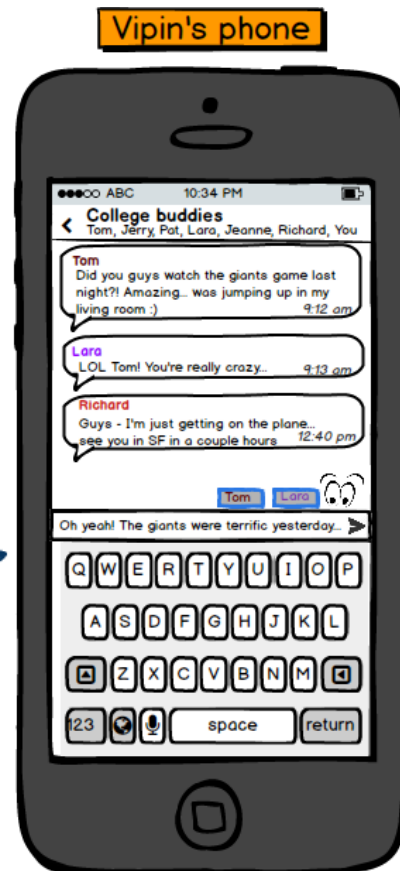 Vipin's phone
ABC 10:34 PM
College buddies
Tom, Jerry, Pat, Lara, Jeanne, Richard, You
Tom
Did you guys watch the giants game last
night?! Amazing... was jumping up in my
living room :) 9:12 am
Lara
LOL Tom! You're really crazy... 9:13 am
Richard
Guys - I'm just getting on the plane...
see you in SF in a couple hours 12:40 pm
Tom Lara
Oh yeah! The giants were terrific yesterday...
Q W E R T Y U I O P
A S D F G H J K L
Z X C V B N M
123 space return